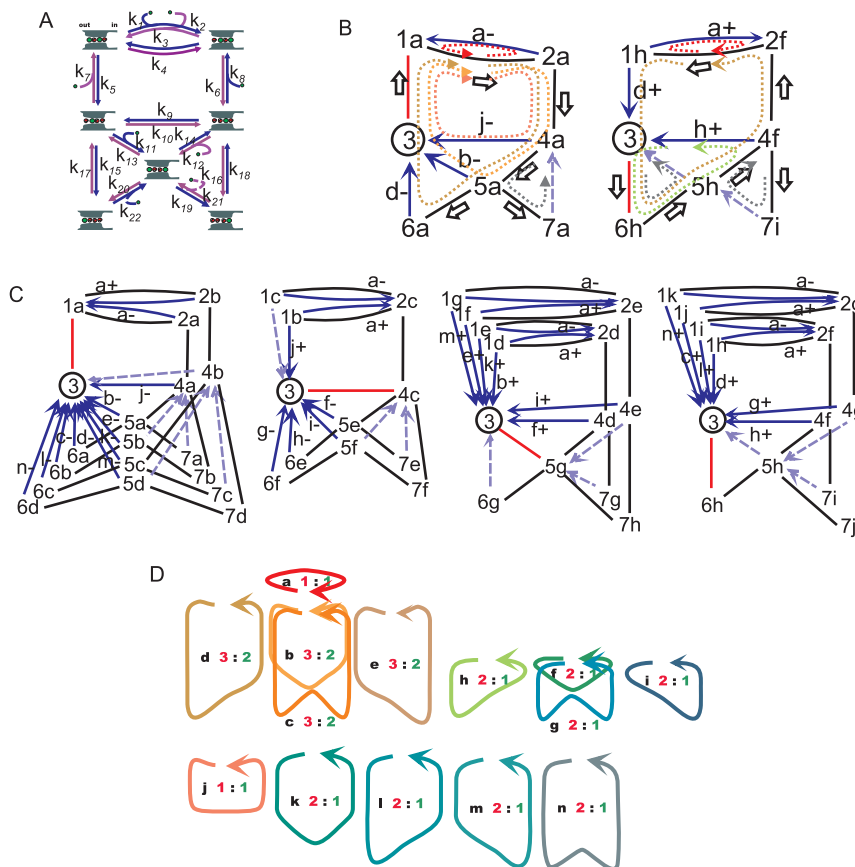 A
out in
k1
k2
k3
k4
k7
k5
k6
k8
k9
k10
k14
k11
k13
k12
k17
k15
k16
k18
k20
k22
k19
k21
B
1a a- 2a
3 j- 4a
b-
d- 5a
6a 7a
1h a+ 2f
d+
3 h+ 4f
5h
6h 7i
C
a+
1a 2b
a- 2a
3 4b
j- 4a
b-
e- 5a
c- d- k- 5b
n- l- 6a m- 5c 7a
6b 5d 7b
6c 7c
6d 7d
1c a- 2c
1b a+
j+
3 4c
f-
g- i- 5e
h- 5f
6e 7e
6f 7f
a-
1g 2e
1f
m+ 1e a- 2d
e+ 1d a+
k+
b+
3 i+ 4e
f+ 4d
5g
6g 7g
7h
a-
1k
1j
n+ 1i a- 2f
c+ 1h a+
l+
d+
3 g+
h+ 4f
5h
6h 7i
7j
D
a 1 : 1
d 3 : 2
b 3 : 2
e 3 : 2
c 3 : 2
h 2 : 1
f 2 : 1
i 2 : 1
g 2 : 1
j 1 : 1
k 2 : 1
l 2 : 1
m 2 : 1
n 2 : 1